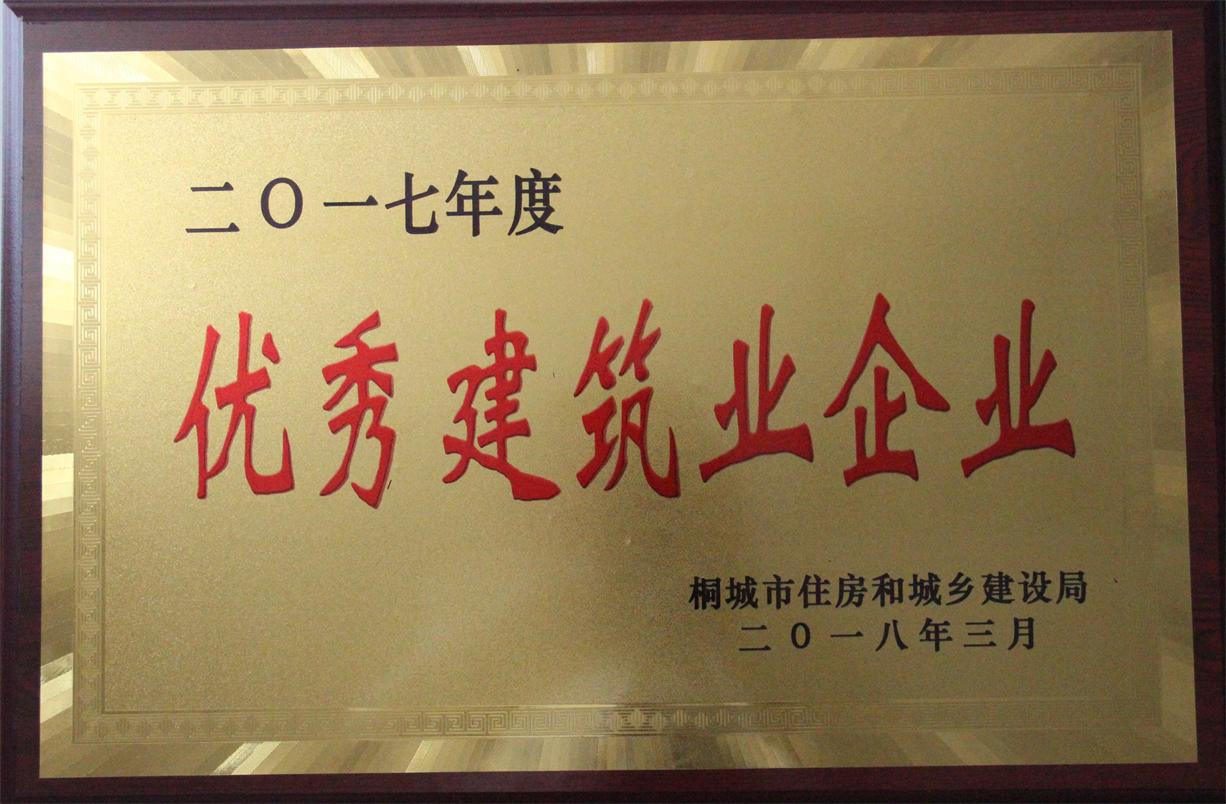 二〇一七年度
优秀建筑业企业
桐城市住房和城乡建设局
二〇一八年三月